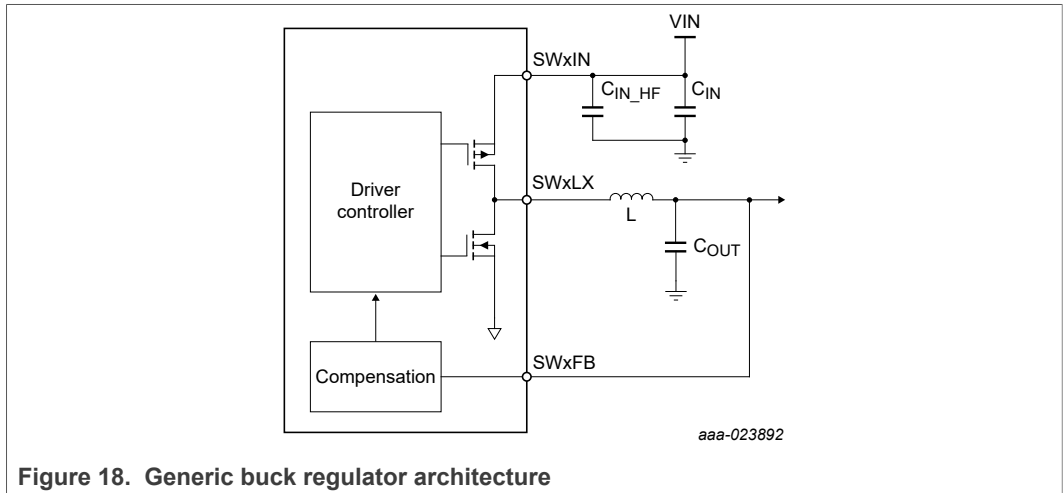 VIN
SWxIN
CIN_HF
CIN
Driver
controller
SWxLX
L
COUT
Compensation
SWxFB
aaa-023892
Figure 18. Generic buck regulator architecture